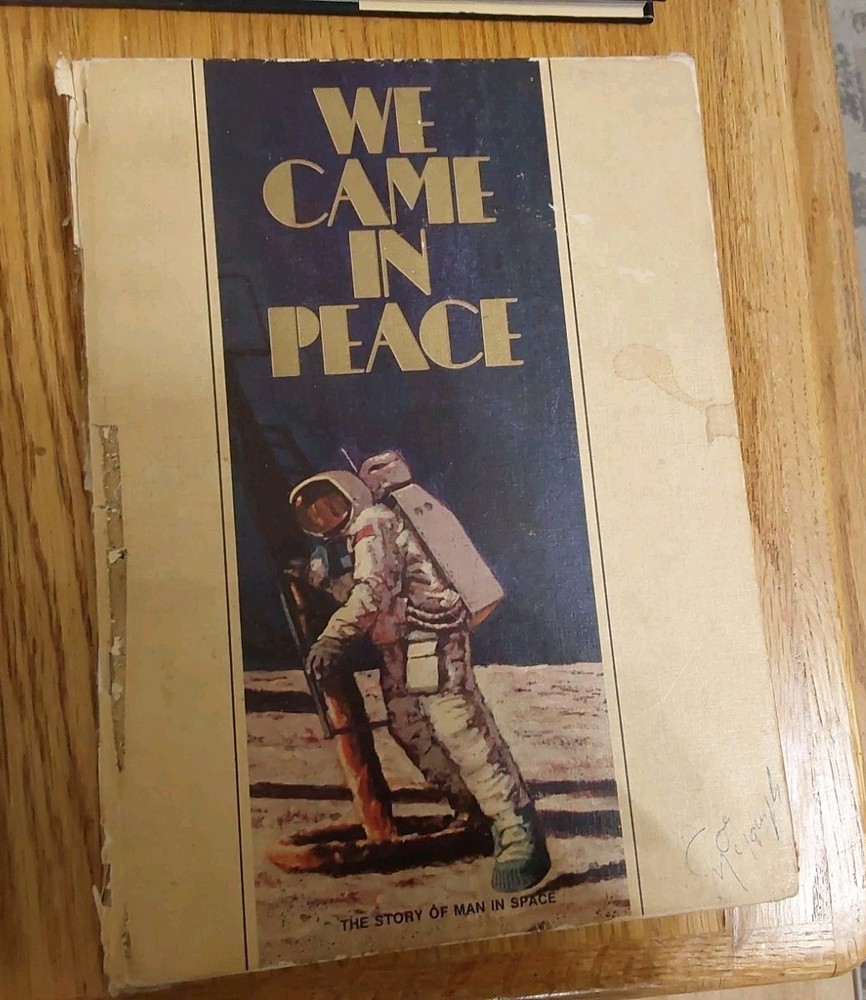 WE
CAME
IN
PEACE
THE STORY OF MAN IN SPACE